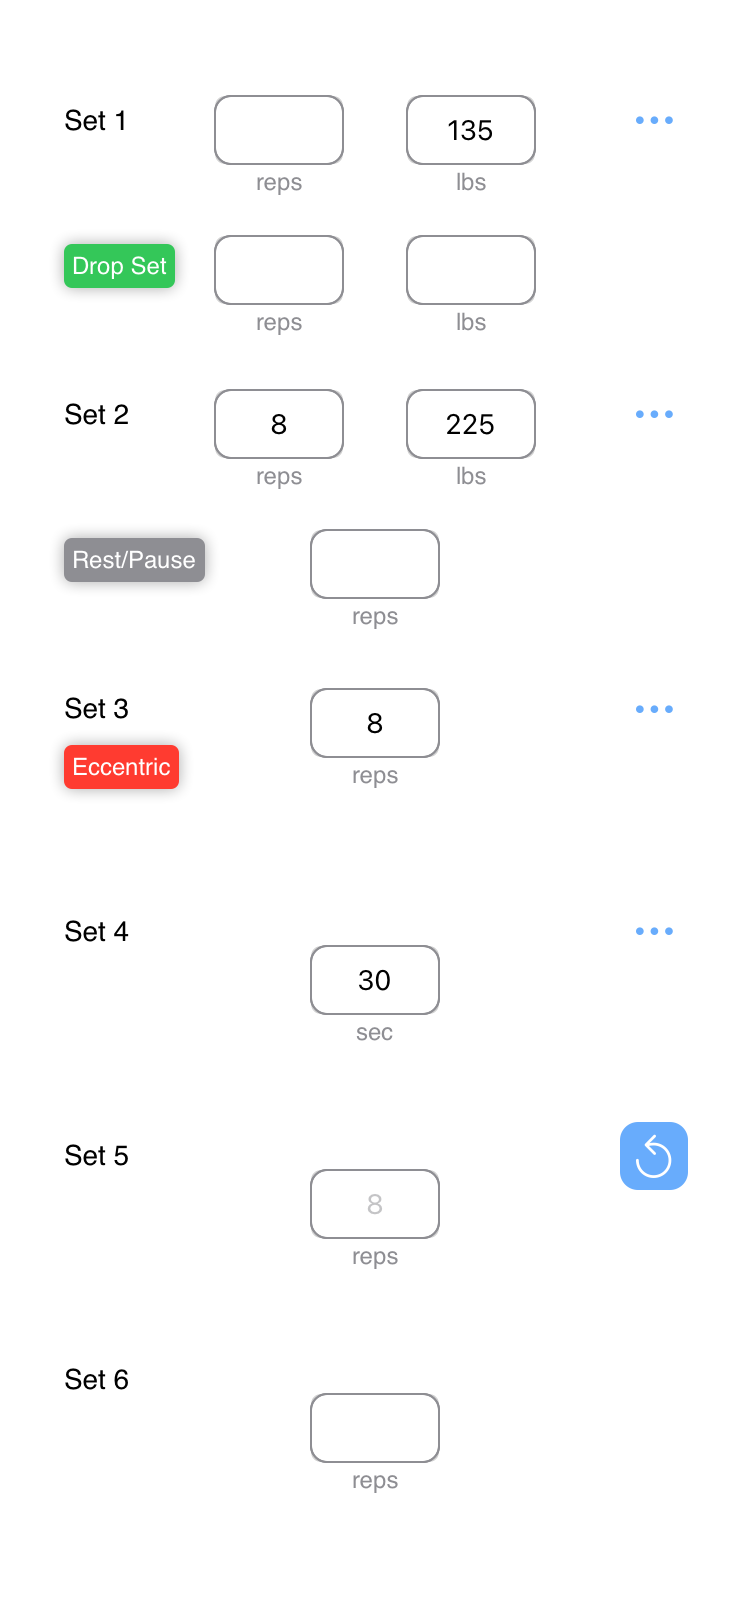 Set 1
135
reps
lbs
Drop Set
reps
lbs
Set 2
8
225
reps
lbs
Rest/Pause
reps
Set 3
8
Eccentric
reps
Set 4
30
sec
Set 5
8
reps
Set 6
reps